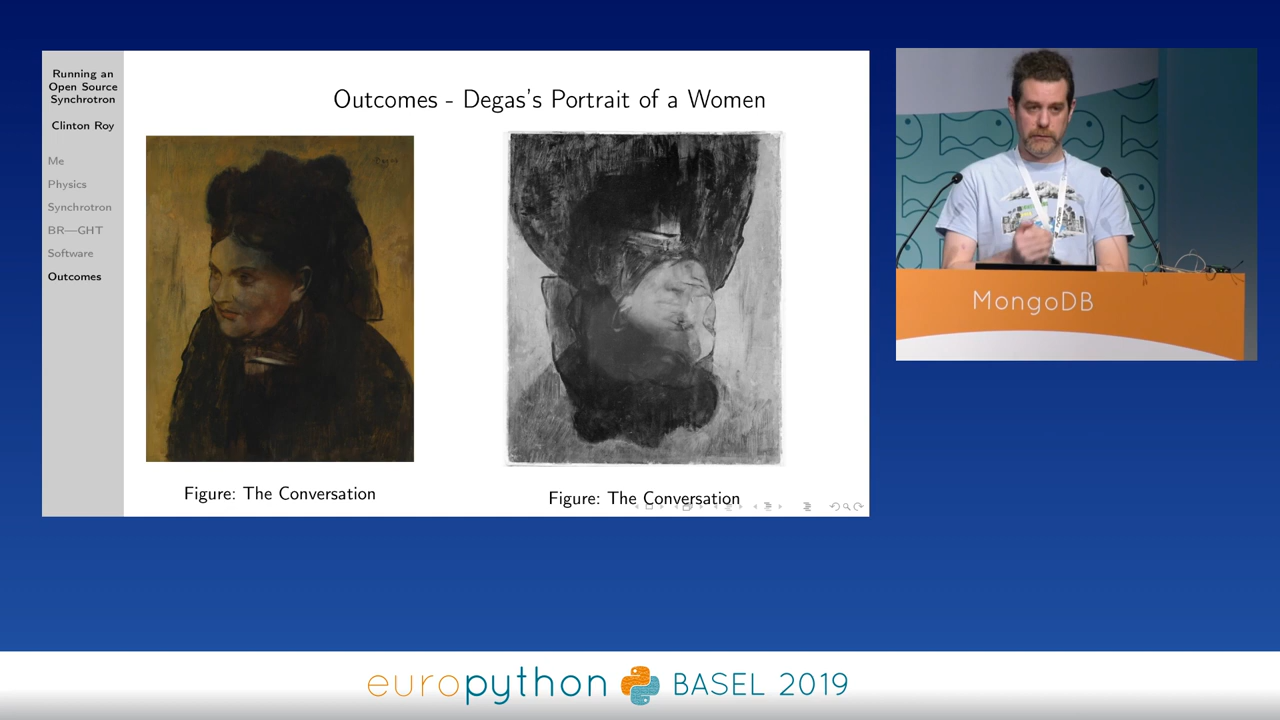 Running an
Open Source
Synchrotron
Clinton Roy
Me
Physics
Synchrotron
BR—GHT
Software
Outcomes
Outcomes - Degas's Portrait of a Women
Figure: The Conversation
Figure: The Conversation
MongoDB
europython BASEL 2019